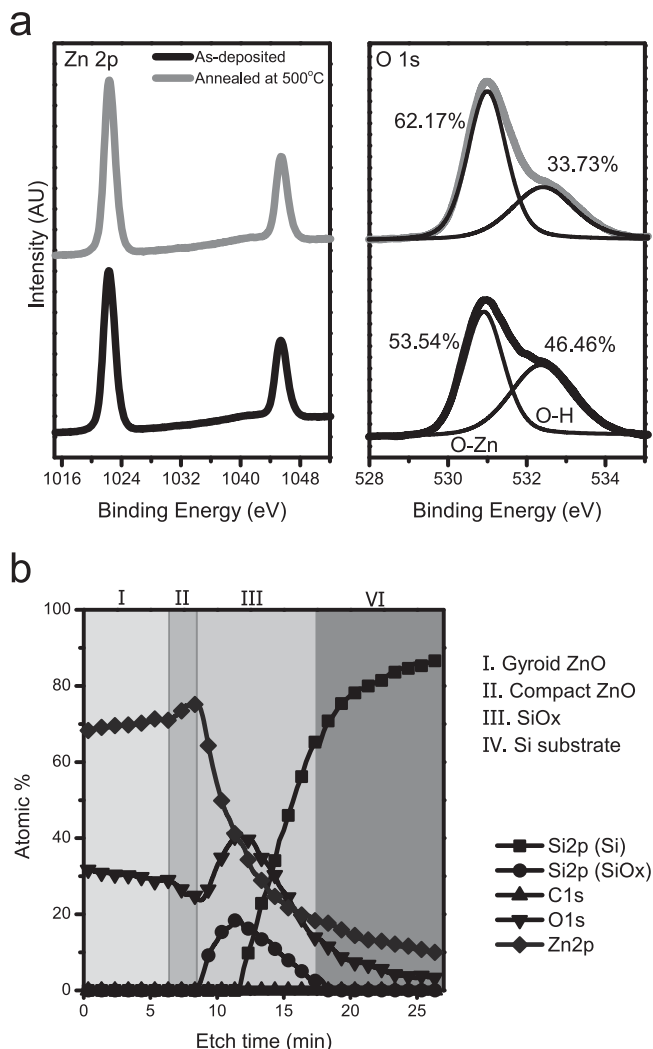 a
Zn 2p
As-deposited
Annealed at 500°C
O 1s
62.17%
33.73%
53.54%
46.46%
O-H
O-Zn
Intensity (AU)
1016 1024 1032 1040 1048
528 530 532 534
Binding Energy (eV)
Binding Energy (eV)
b
I II III VI
100
80
60
40
20
0
Atomic %
0 5 10 15 20 25
Etch time (min)
I. Gyroid ZnO
II. Compact ZnO
III. SiOx
IV. Si substrate
Si2p (Si)
Si2p (SiOx)
C1s
O1s
Zn2p